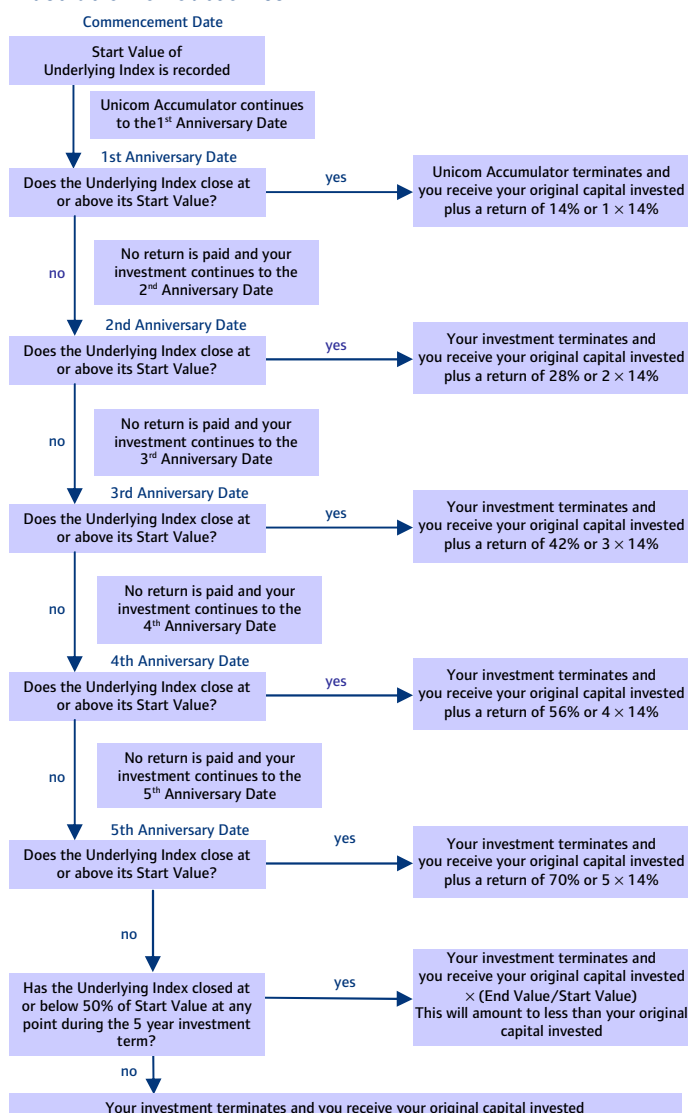 Commencement Date
Start Value of
Underlying Index is recorded
Unicom Accumulator continues
to the1st Anniversary Date
1st Anniversary Date
Does the Underlying Index close at
or above its Start Value?
yes
Unicom Accumulator terminates and
you receive your original capital invested
plus a return of 14% or 1 × 14%
no
No return is paid and your
investment continues to the
2nd Anniversary Date
2nd Anniversary Date
Does the Underlying Index close at
or above its Start Value?
yes
Your investment terminates and
you receive your original capital invested
plus a return of 28% or 2 × 14%
no
No return is paid and your
investment continues to the
3rd Anniversary Date
3rd Anniversary Date
Does the Underlying Index close at
or above its Start Value?
yes
Your investment terminates and
you receive your original capital invested
plus a return of 42% or 3 × 14%
no
No return is paid and your
investment continues to the
4th Anniversary Date
4th Anniversary Date
Does the Underlying Index close at
or above its Start Value?
yes
Your investment terminates and
you receive your original capital invested
plus a return of 56% or 4 × 14%
no
No return is paid and your
investment continues to the
5th Anniversary Date
5th Anniversary Date
Does the Underlying Index close at
or above its Start Value?
yes
Your investment terminates and
you receive your original capital invested
plus a return of 70% or 5 × 14%
no
Has the Underlying Index closed at
or below 50% of Start Value at any
point during the 5 year investment
term?
yes
Your investment terminates and
you receive your original capital invested
× (End Value/Start Value)
This will amount to less than your original
capital invested
no
Your investment terminates and you receive your original capital invested